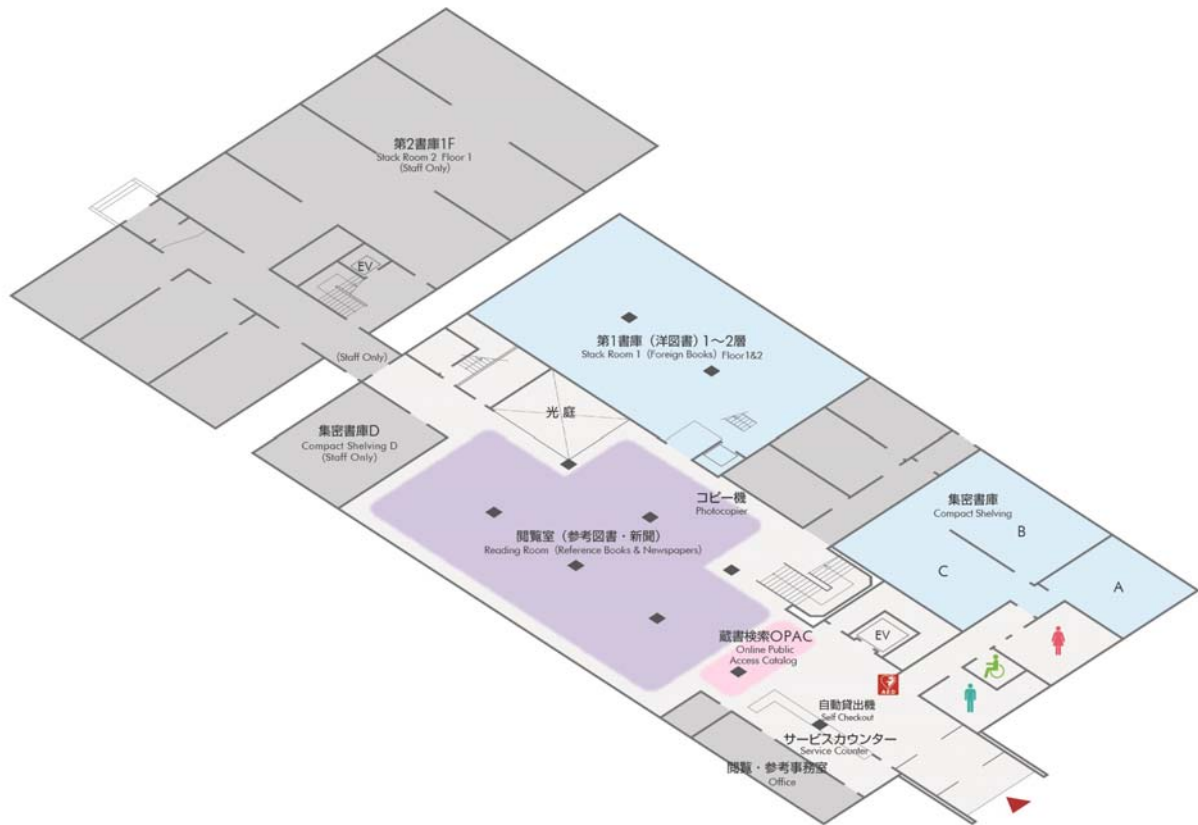 第2書庫1F
Stack Room 2 Floor 1
(Staff Only)
EV
(Staff Only)
第1書庫（洋図書）1〜2層
Stack Room 1 (Foreign Books) Floor1&2
光庭
集密書庫D
Compact Shelving D
(Staff Only)
コピー機
Photocopier
集密書庫
Compact Shelving
B
C
A
閲覧室（参考図書・新聞）
Reading Room (Reference Books & Newspapers)
蔵書検索OPAC
Online Public
Access Catalog
EV
AED
自動貸出機
Self Checkout
サービスカウンター
Service Counter
閲覧・参考事務室
Office